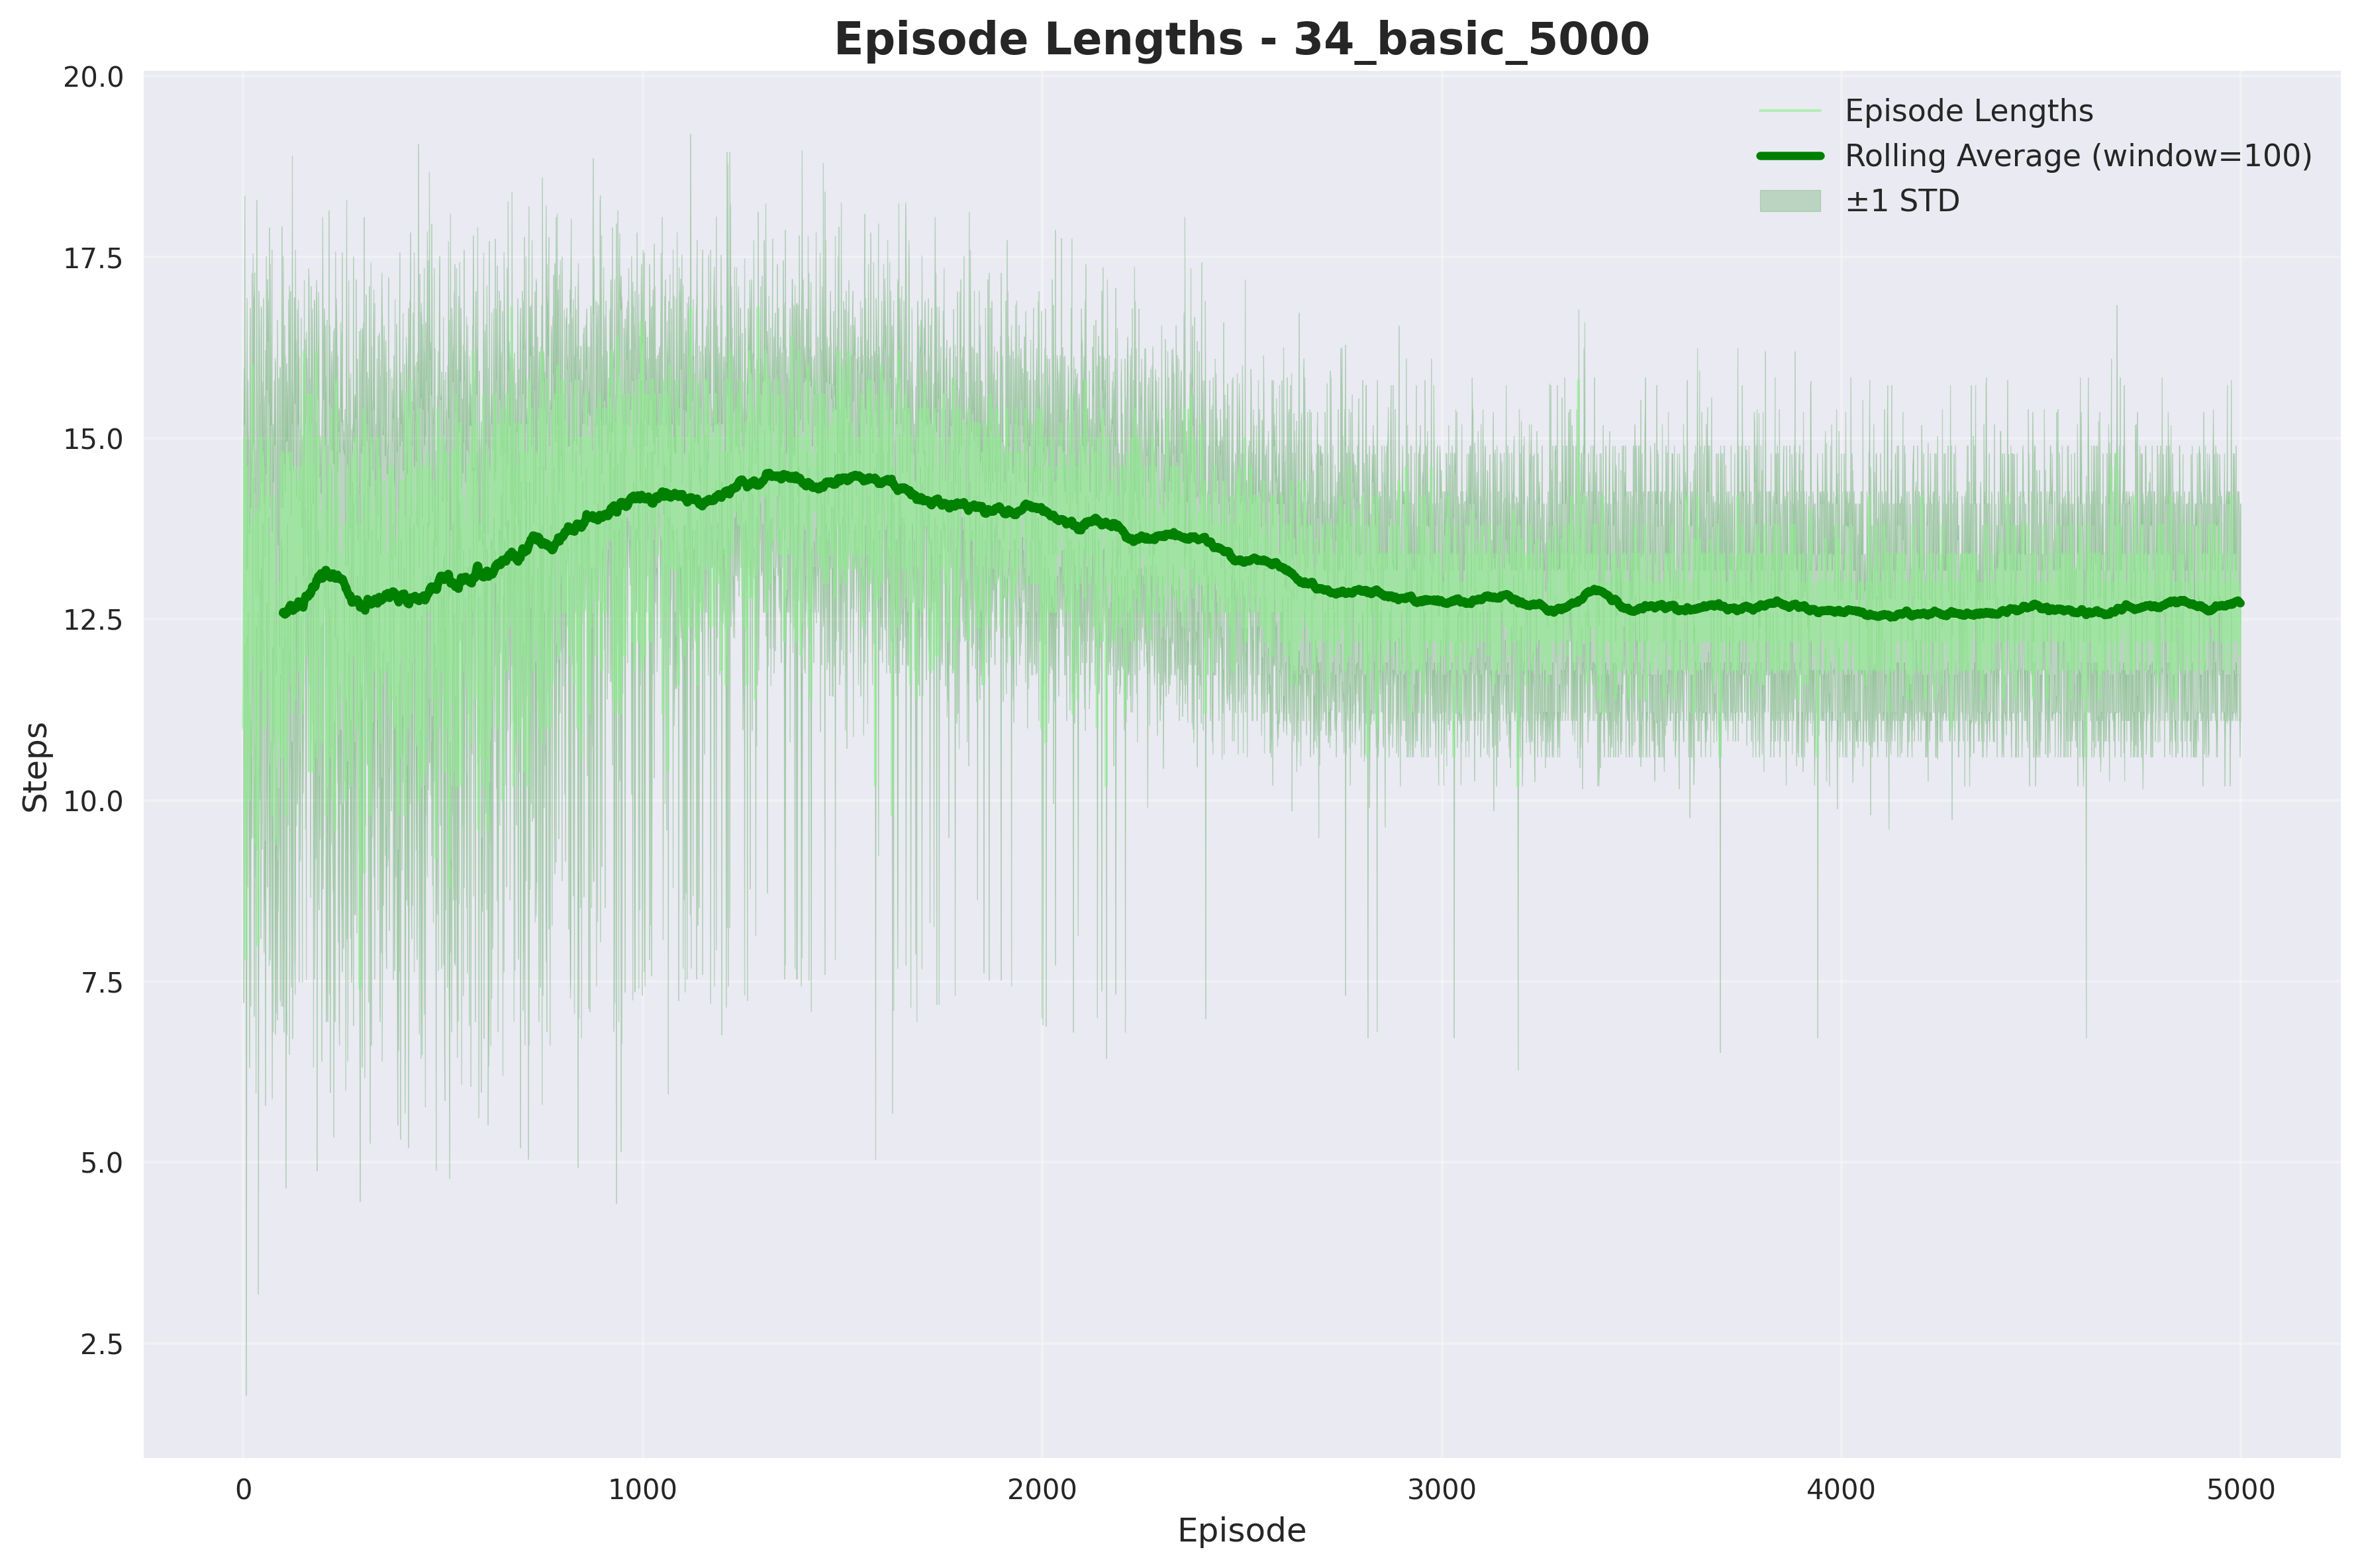 Episode Lengths - 34_basic_5000
Episode Lengths
Rolling Average (window=100)
±1 STD
Steps
20.0
17.5
15.0
12.5
10.0
7.5
5.0
2.5
0
1000
2000
3000
4000
5000
Episode